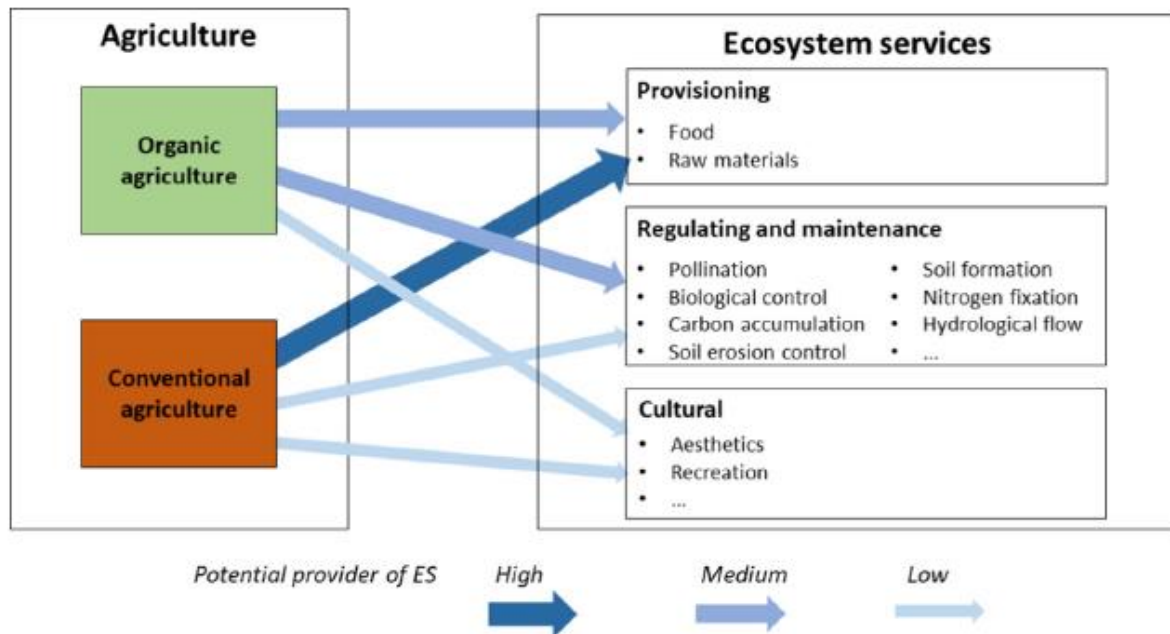 Agriculture
Organic
agriculture
Conventional
agriculture
Ecosystem services
Provisioning
• Food
• Raw materials
Regulating and maintenance
• Pollination
• Biological control
• Carbon accumulation
• Soil erosion control
• Soil formation
• Nitrogen fixation
• Hydrological flow
• ...
Cultural
• Aesthetics
• Recreation
• ...
Potential provider of ES High Medium Low